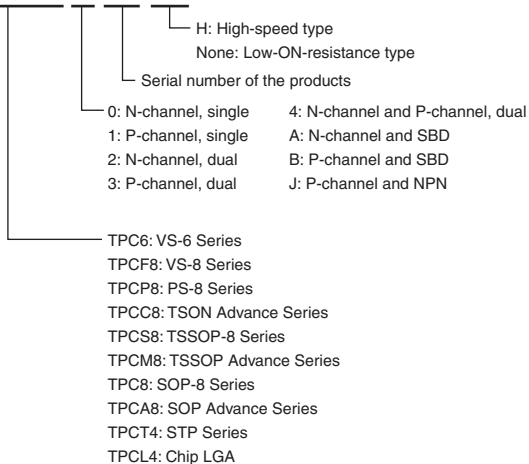 H: High-speed type
None: Low-ON-resistance type
Serial number of the products
0: N-channel, single 4: N-channel and P-channel, dual
1: P-channel, single A: N-channel and SBD
2: N-channel, dual B: P-channel and SBD
3: P-channel, dual J: P-channel and NPN
TPC6: VS-6 Series
TPCF8: VS-8 Series
TPCP8: PS-8 Series
TPCC8: TSON Advance Series
TPCS8: TSSOP-8 Series
TPCM8: TSSOP Advance Series
TPC8: SOP-8 Series
TPCA8: SOP Advance Series
TPCT4: STP Series
TPCL4: Chip LGA